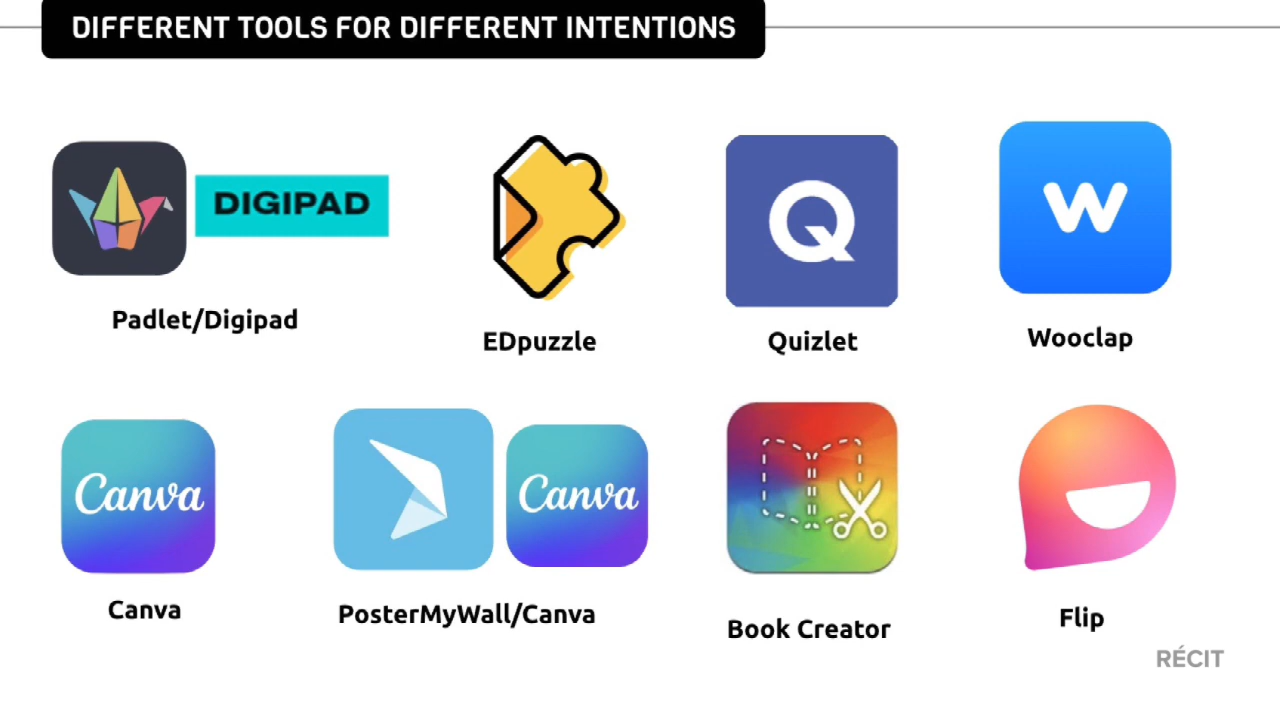 DIFFERENT TOOLS FOR DIFFERENT INTENTIONS
DIGIPAD
Q
W
Padlet/Digipad
EDpuzzle
Quizlet
Wooclap
Canva
Canva
Canva
PosterMyWall/Canva
Book Creator
Flip
RÉCIT